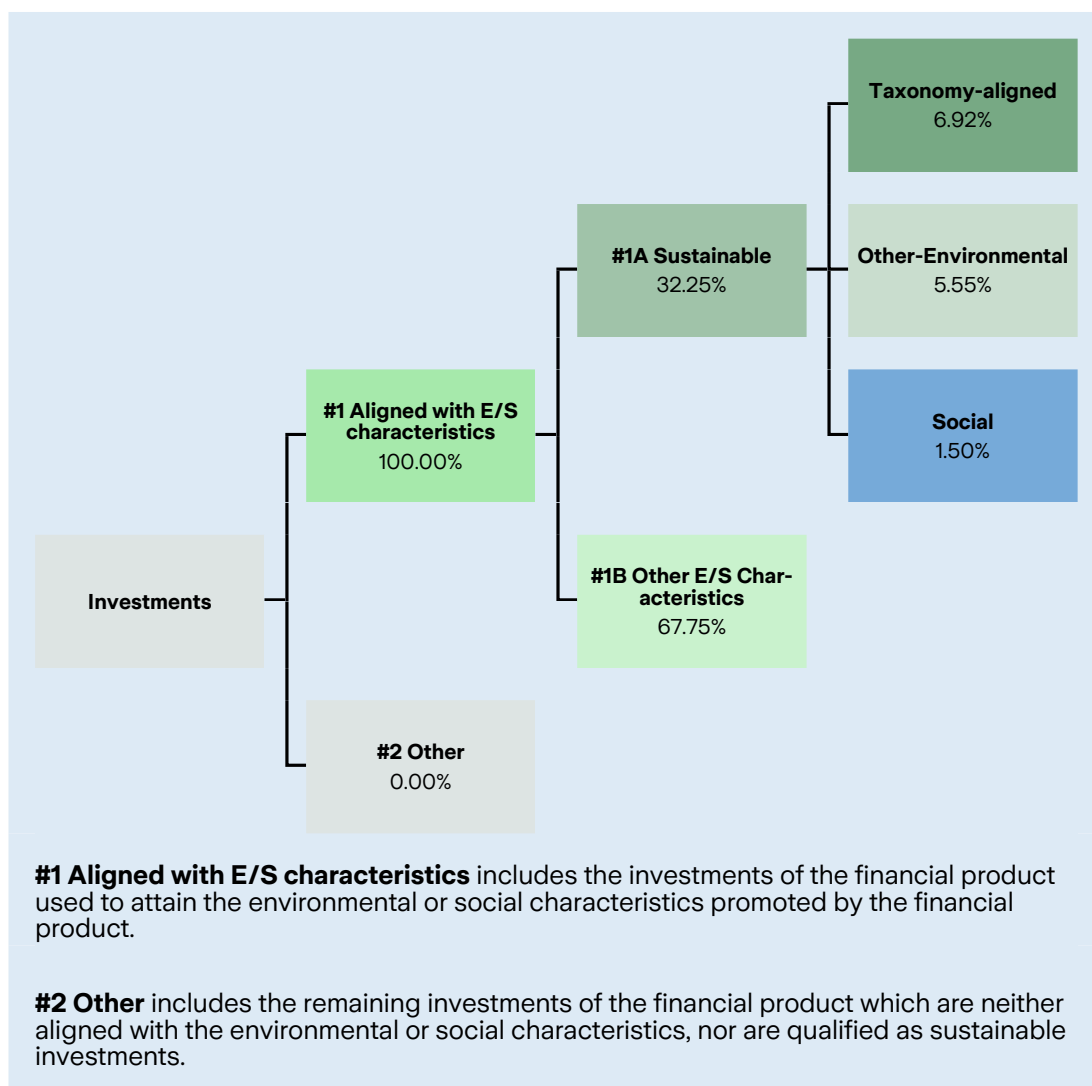 Taxonomy-aligned
6.92%
#1A Sustainable
32.25%
Other-Environmental
5.55%
#1 Aligned with E/S
characteristics
100.00%
Social
1.50%
Investments
#1B Other E/S Char-
acteristics
67.75%
#2 Other
0.00%
#1 Aligned with E/S characteristics includes the investments of the financial product
used to attain the environmental or social characteristics promoted by the financial
product.
#2 Other includes the remaining investments of the financial product which are neither
aligned with the environmental or social characteristics, nor are qualified as sustainable
investments.